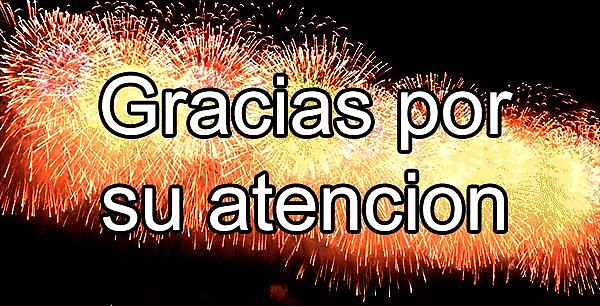 Gracias por
su atencion